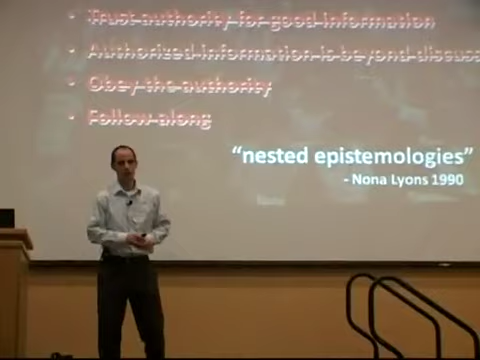 • Trust authority for good information
• Authorized information is beyond discuss
• Obey the authority
• Follow along
“nested epistemologies”
- Nona Lyons 1990